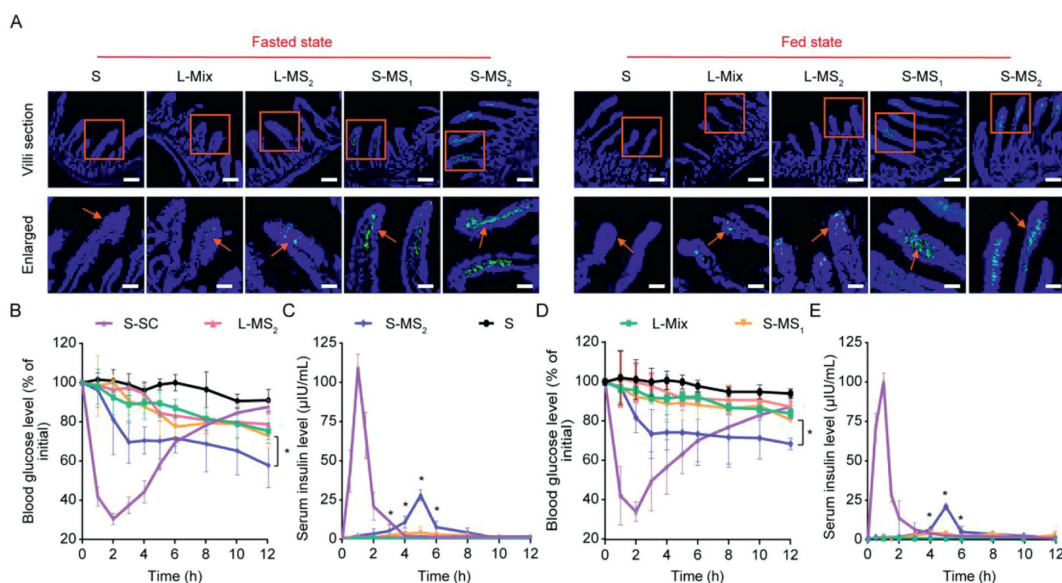 A
Fasted state
Fed state
S L-Mix L-MS₂ S-MS₁ S-MS₂
S L-Mix L-MS₂ S-MS₁ S-MS₂
Villi section
Enlarged
B C D E
S-SC L-MS₂ S-MS₂ S L-Mix S-MS₁
Blood glucose level (% of
initial)
120
100
80
60
40
20
*
0 2 4 6 8 10 12
Time (h)
Serum insulin level (μIU/mL)
125
100
75
50
25
0
* * * *
0 2 4 6 8 10 12
Time (h)
Blood glucose level (% of
initial)
120
100
80
60
40
20
*
0 2 4 6 8 10 12
Time (h)
Serum insulin level (μIU/mL)
125
100
75
50
25
0
* * *
0 2 4 6 8 10 12
Time (h)